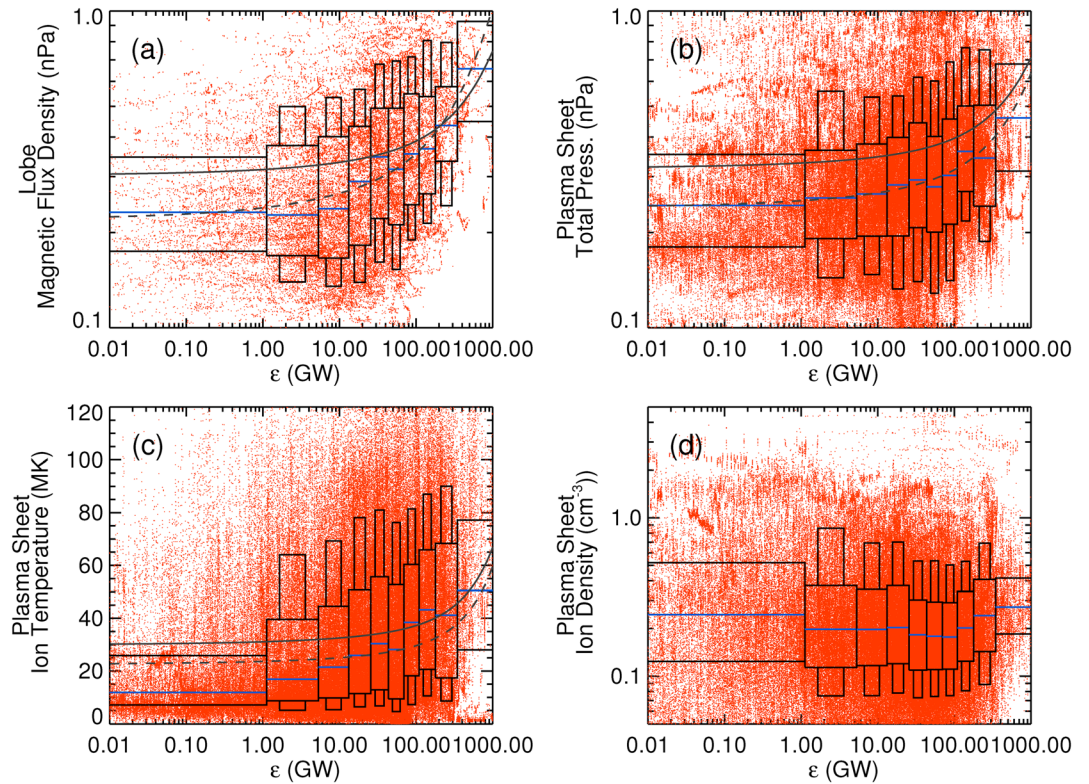 (a)
Lobe
Magnetic Flux Density (nPa)
1.0
0.1
0.01 0.10 1.00 10.00 100.001000.00
ε (GW)
(b)
Plasma Sheet
Total Press. (nPa)
1.0
0.1
0.01 0.10 1.00 10.00 100.001000.00
ε (GW)
(c)
Plasma Sheet
Ion Temperature (MK)
120
100
80
60
40
20
0
0.01 0.10 1.00 10.00 100.001000.00
ε (GW)
(d)
Plasma Sheet
Ion Density (cm⁻³))
1.0
0.1
0.01 0.10 1.00 10.00 100.001000.00
ε (GW)